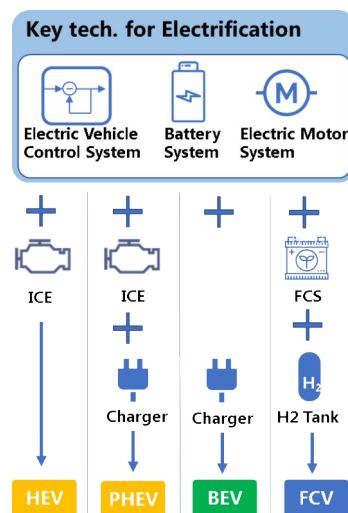 Key tech. for Electrification
M
Electric Vehicle
Control System
Battery
System
Electric Motor
System
ICE
ICE
FCS
H2
Charger
Charger
H2 Tank
HEV
PHEV
BEV
FCV